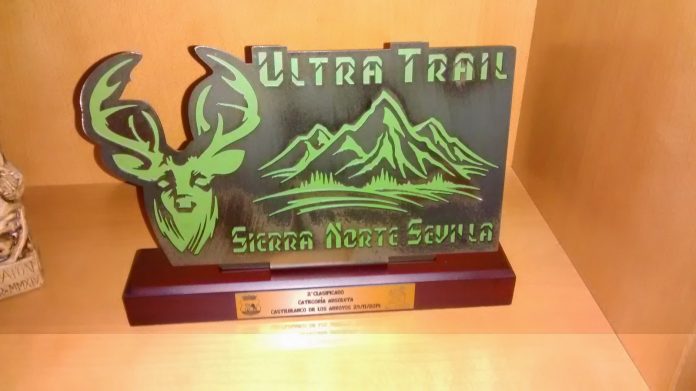 ULTRA TRAIL
SIERRA NORTE SEVILLA
2º CLASIFICADO
CATEGORÍA ABSOLUTA
CASTILBLANCO DE LOS ARROYOS